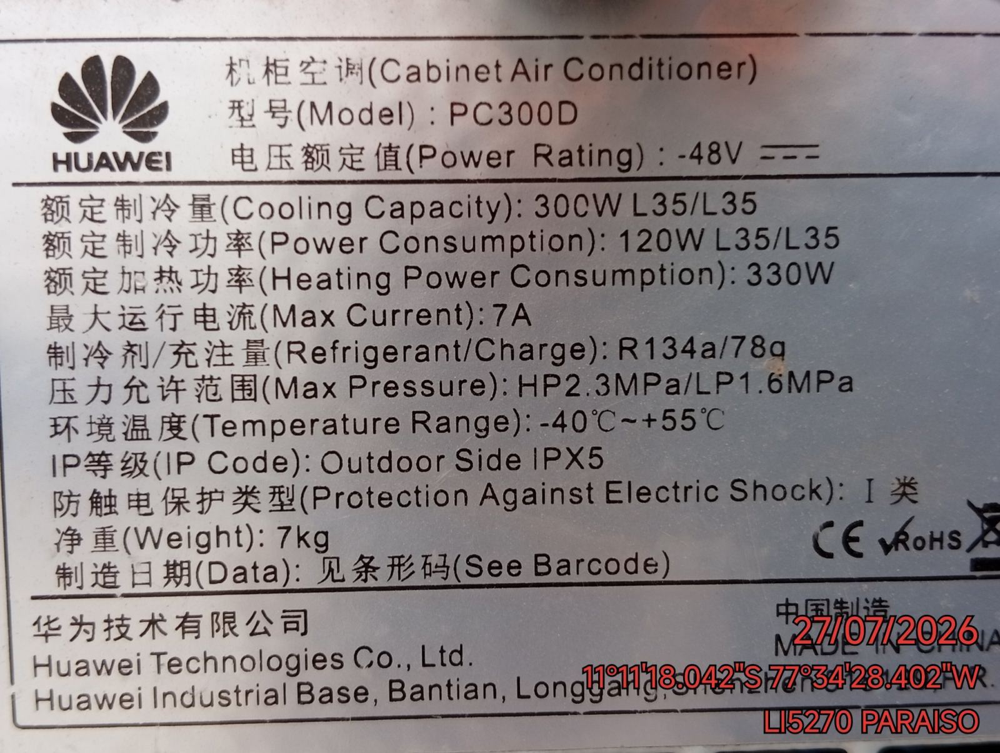 机柜空调(Cabinet Air Conditioner)
型号(Model) : PC300D
电压额定值(Power Rating) : -48V
HUAWEI
额定制冷量(Cooling Capacity): 300W L35/L35
额定制冷功率(Power Consumption): 120W L35/L35
额定加热功率(Heating Power Consumption): 330W
最大运行电流(Max Current): 7A
制冷剂/充注量(Refrigerant/Charge): R134a/78g
压力允许范围(Max Pressure): HP2.3MPa/LP1.6MPa
环境温度(Temperature Range): -40℃~+55℃
IP等级(IP Code): Outdoor Side IPX5
防触电保护类型(Protection Against Electric Shock): I 类
净重(Weight): 7kg
CE RoHS
制造日期(Data): 见条形码(See Barcode)
华为技术有限公司
中国制造
27/07/2026
MADE IN CHINA
Huawei Technologies Co., Ltd.
Huawei Industrial Base, Bantian, Longgang, Shenzhen
11°11'18.042"S 77°34'28.402"W
LI5270 PARAISO